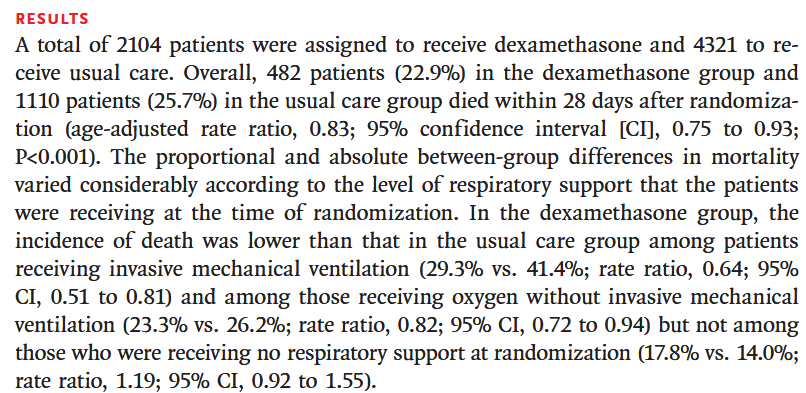 RESULTS
A total of 2104 patients were assigned to receive dexamethasone and 4321 to re-
ceive usual care. Overall, 482 patients (22.9%) in the dexamethasone group and
1110 patients (25.7%) in the usual care group died within 28 days after randomiza-
tion (age-adjusted rate ratio, 0.83; 95% confidence interval [CI], 0.75 to 0.93;
P<0.001). The proportional and absolute between-group differences in mortality
varied considerably according to the level of respiratory support that the patients
were receiving at the time of randomization. In the dexamethasone group, the
incidence of death was lower than that in the usual care group among patients
receiving invasive mechanical ventilation (29.3% vs. 41.4%; rate ratio, 0.64; 95%
CI, 0.51 to 0.81) and among those receiving oxygen without invasive mechanical
ventilation (23.3% vs. 26.2%; rate ratio, 0.82; 95% CI, 0.72 to 0.94) but not among
those who were receiving no respiratory support at randomization (17.8% vs. 14.0%;
rate ratio, 1.19; 95% CI, 0.92 to 1.55).